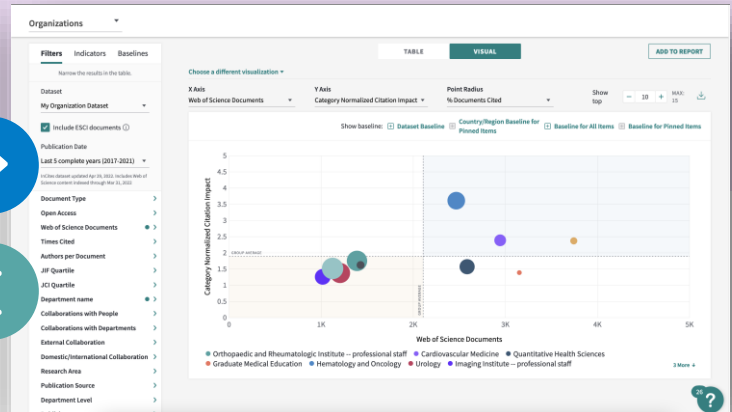 Organizations
Filters Indicators Baselines
Narrow the results in the table.
Dataset
My Organization Dataset
Include ESCI documents
Publication Date
Last 5 complete years (2017-2021)
InCites dataset updated Apr 30, 2022. Includes Web of
Science content indexed through Mar 31, 2022.
Document Type
Open Access
Web of Science Documents
Times Cited
Authors per Document
JIF Quartile
JCI Quartile
Department name
Collaborations with People
Collaborations with Departments
External Collaboration
Domestic/International Collaboration
Research Area
Publication Source
Department Level
TABLE VISUAL ADD TO REPORT
Choose a different visualization
X Axis Y Axis Point Radius
Web of Science Documents Category Normalized Citation Impact % Documents Cited
Show top 10 MAX: 15
Show baseline: Dataset Baseline Country/Region Baseline for Pinned Items Baseline for All Items Baseline for Pinned Items
Category Normalized Citation Impact
5
4.5
4
3.5
3
2.5
2
1.5
1
0.5
0
GROUP AVERAGE
GROUP AVERAGE
0 1K 2K 3K 4K 5K
Web of Science Documents
Orthopaedic and Rheumatologic Institute -- professional staff Cardiovascular Medicine Quantitative Health Sciences
Graduate Medical Education Hematology and Oncology Urology Imaging Institute -- professional staff
3 More
26
?